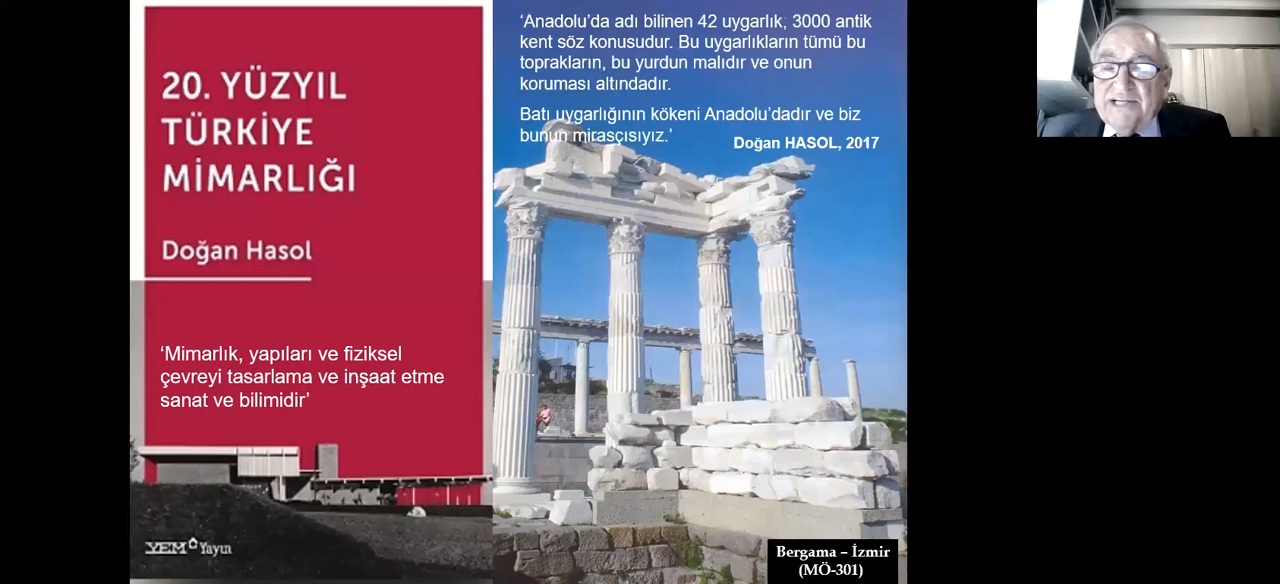 20. YÜZYIL
TÜRKİYE
MİMARLIĞI
Doğan Hasol
‘Mimarlık, yapıları ve fiziksel
çevreyi tasarlama ve inşaat etme
sanat ve bilimidir’
YEM Yayın
‘Anadolu’da adı bilinen 42 uygarlık, 3000 antik
kent söz konusudur. Bu uygarlıkların tümü bu
toprakların, bu yurdun malıdır ve onun
koruması altındadır.
Batı uygarlığının kökeni Anadolu’dadır ve biz
bunun mirasçısıyız.’
Doğan HASOL, 2017
Bergama – İzmir
(MÖ-301)